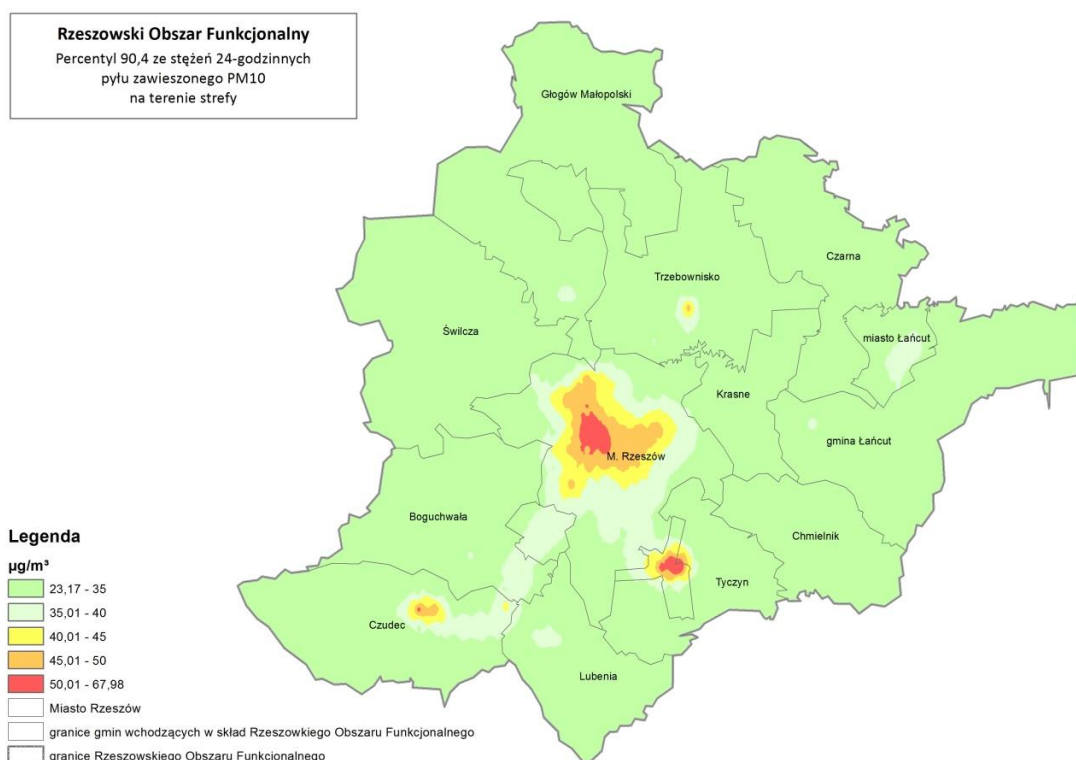 Rzeszowski Obszar Funkcjonalny
Percentyl 90,4 ze stężeń 24-godzinnych
pyłu zawieszonego PM10
na terenie strefy
Głogów Małopolski
Czarna
Trzebownisko
Świlcza
miasto Łańcut
Krasne
gmina Łańcut
M. Rzeszów
Boguchwała
Chmielnik
Tyczyn
Czudec
Lubenia
Legenda
µg/m³
23,17 - 35
35,01 - 40
40,01 - 45
45,01 - 50
50,01 - 67,98
Miasto Rzeszów
granice gmin wchodzących w skład Rzeszowkiego Obszaru Funkcjonalnego
granice Rzeszowskiego Obszaru Funkcjonalnego